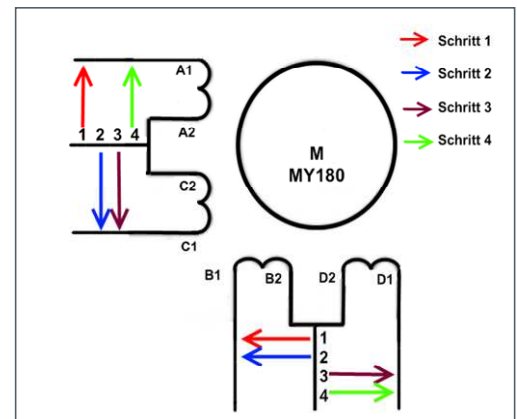 Schritt 1
Schritt 2
Schritt 3
Schritt 4
A1
1 2 3 4
A2
C2
C1
M
MY180
B1
B2
D2
D1
1
2
3
4